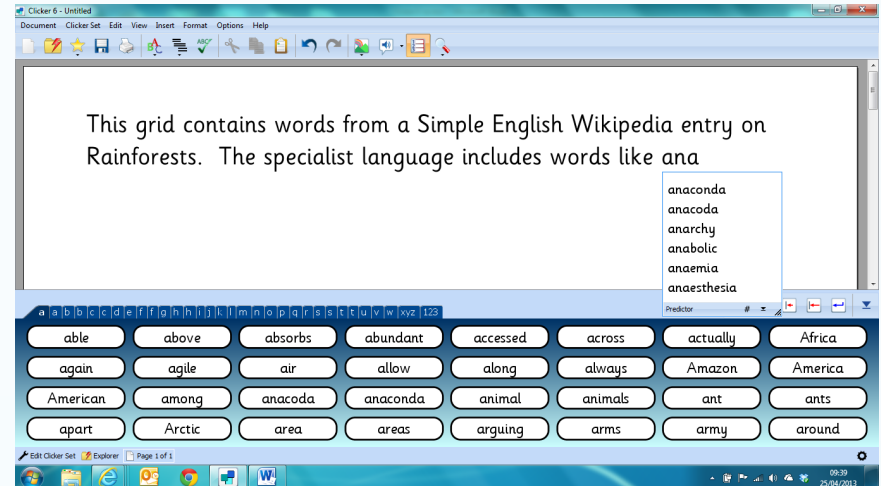 Clicker 6 - Untitled
Document Clicker Set Edit View Insert Format Options Help
This grid contains words from a Simple English Wikipedia entry on
Rainforests. The specialist language includes words like ana
anaconda
anacoda
anarchy
anabolic
anaemia
anaesthesia
Predictor #
a a b b c c d e f f g h h i j k l m n o p q r s s t t u v w xyz 123
able above absorbs abundant accessed across actually Africa
again agile air allow along always Amazon America
American among anacoda anaconda animal animals ant ants
apart Arctic area areas arguing arms army around
Edit Clicker Set Explorer Page 1 of 1
09:39
25/04/2013